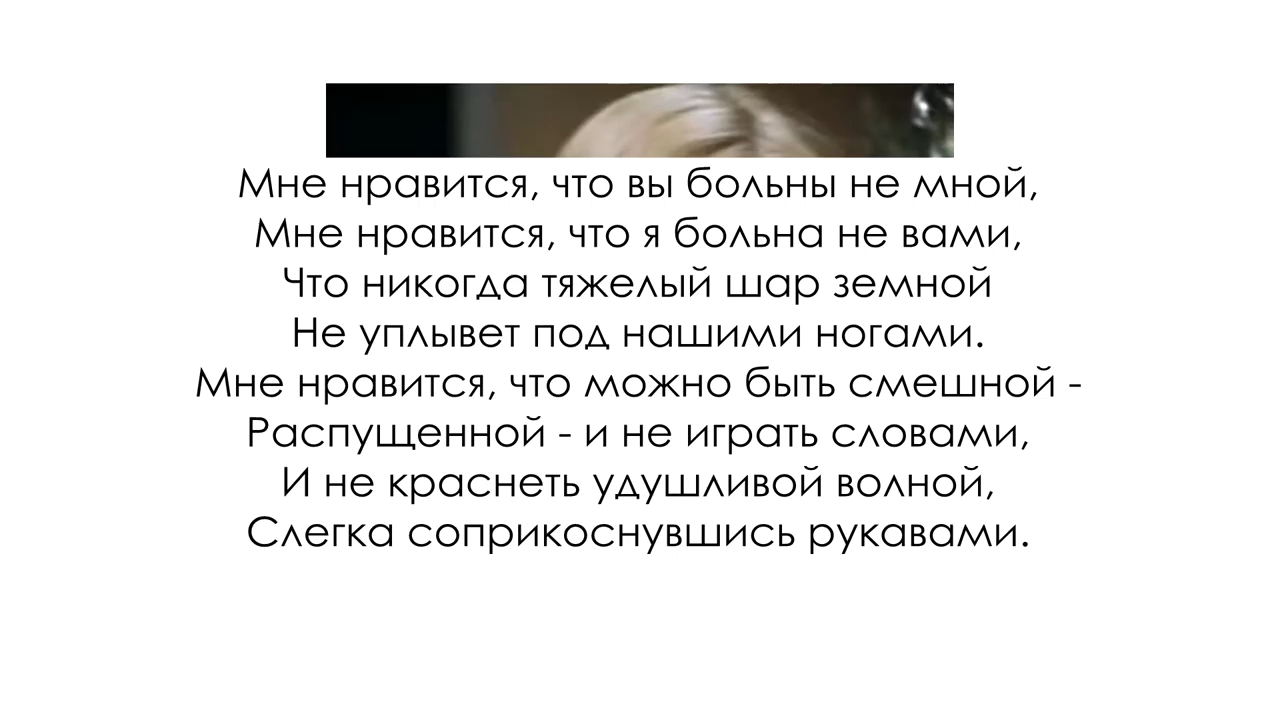 Мне нравится, что вы больны не мной,
Мне нравится, что я больна не вами,
Что никогда тяжелый шар земной
Не уплывет под нашими ногами.
Мне нравится, что можно быть смешной -
Распущенной - и не играть словами,
И не краснеть удушливой волной,
Слегка соприкоснувшись рукавами.